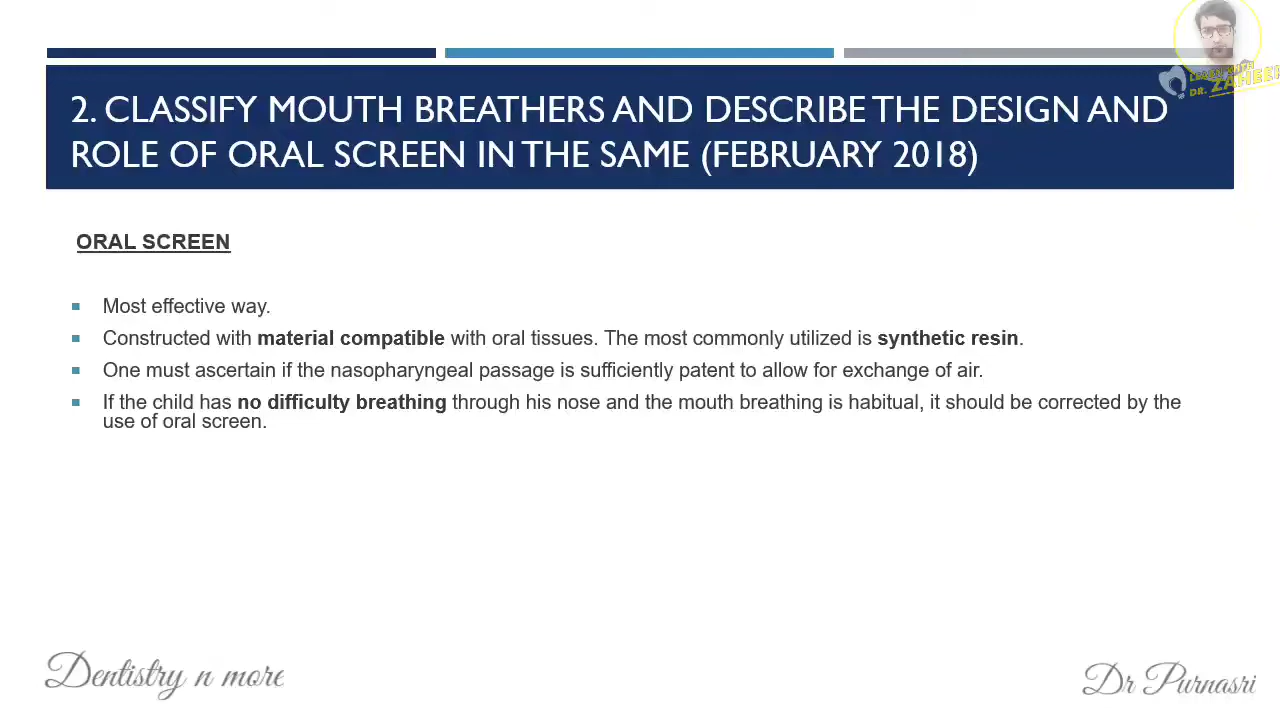 LEARN WITH
DR. ZAHEER
2. CLASSIFY MOUTH BREATHERS AND DESCRIBE THE DESIGN AND
ROLE OF ORAL SCREEN IN THE SAME (FEBRUARY 2018)
ORAL SCREEN
Most effective way.
Constructed with material compatible with oral tissues. The most commonly utilized is synthetic resin.
One must ascertain if the nasopharyngeal passage is sufficiently patent to allow for exchange of air.
If the child has no difficulty breathing through his nose and the mouth breathing is habitual, it should be corrected by the
use of oral screen.
Dentistry n more
Dr Purnasri